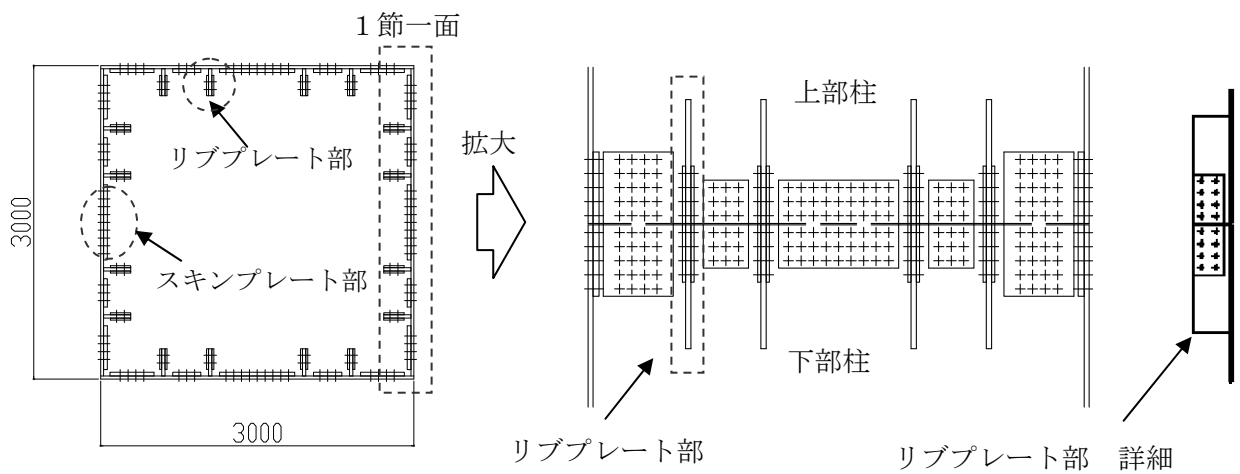 １節一面
リブプレート部
スキンプレート部
3000
3000
拡大
上部柱
下部柱
リブプレート部
リブプレート部　詳細